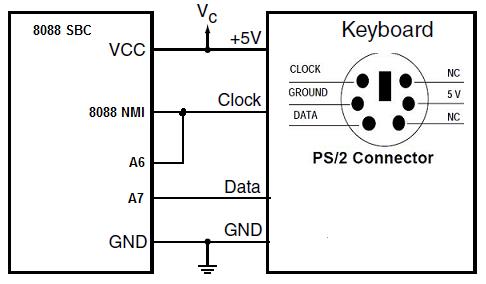 VC
8088 SBC
+5V
Keyboard
VCC
CLOCK
NC
GROUND
5 V
8088 NMI
Clock
DATA
NC
PS/2 Connector
A6
A7
Data
GND
GND